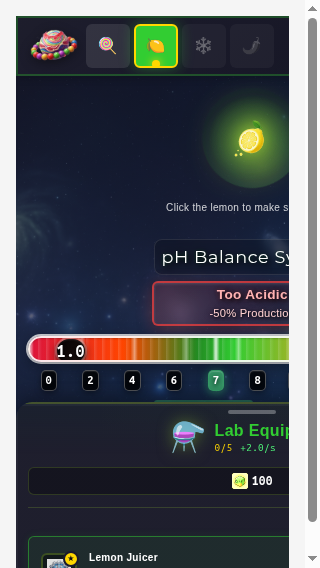 Click the lemon to make s
pH Balance Sy
Too Acidic
-50% Productio
1.0
0 2 4 6 7 8
Lab Equip
0/5 +2.0/s
100
Lemon Juicer